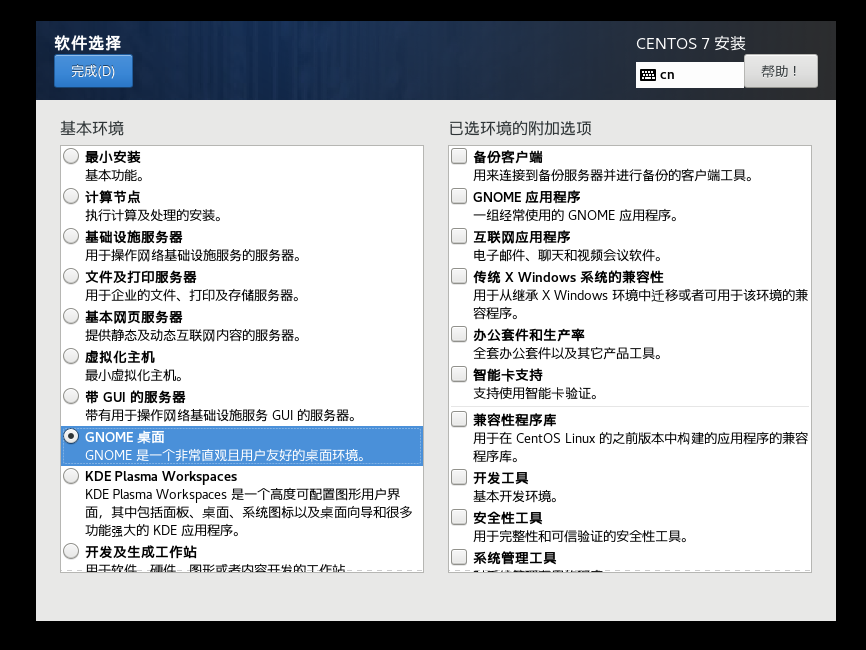 软件选择
完成(D)
CENTOS 7 安装
cn
帮助！
基本环境
最小安装
基本功能。
计算节点
执行计算及处理的安装。
基础设施服务器
用于操作网络基础设施服务的服务器。
文件及打印服务器
用于企业的文件、打印及存储服务器。
基本网页服务器
提供静态及动态互联网内容的服务器。
虚拟化主机
最小虚拟化主机。
带 GUI 的服务器
带有用于操作网络基础设施服务 GUI 的服务器。
GNOME 桌面
GNOME 是一个非常直观且用户友好的桌面环境。
KDE Plasma Workspaces
KDE Plasma Workspaces 是一个高度可配置图形用户界
面，其中包括面板、桌面、系统图标以及桌面向导和很多
功能强大的 KDE 应用程序。
开发及生成工作站
用于软件、硬件、图形或者内容开发的工作站
已选环境的附加选项
备份客户端
用来连接到备份服务器并进行备份的客户端工具。
GNOME 应用程序
一组经常使用的 GNOME 应用程序。
互联网应用程序
电子邮件、聊天和视频会议软件。
传统 X Windows 系统的兼容性
用于从继承 X Windows 环境中迁移或者可用于该环境的兼
容程序。
办公套件和生产率
全套办公套件以及其它产品工具。
智能卡支持
支持使用智能卡验证。
兼容性程序库
用于在 CentOS Linux 的之前版本中构建的应用程序的兼容
程序库。
开发工具
基本开发环境。
安全性工具
用于完整性和可信验证的安全性工具。
系统管理工具